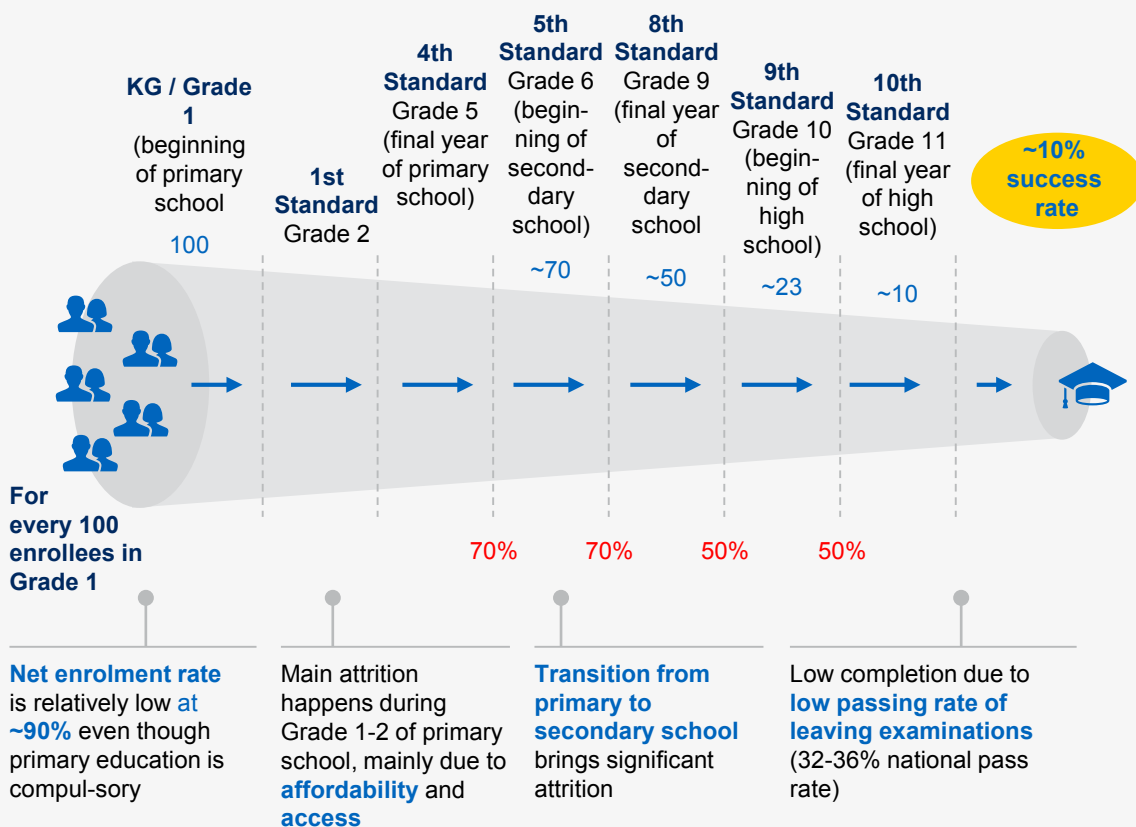 KG / Grade
1
(beginning
of primary
school
100
1st
Standard
Grade 2
4th
Standard
Grade 5
(final year
of primary
school)
5th
Standard
Grade 6
(begin-
ning of
second-
dary
school)
~70
8th
Standard
Grade 9
(final year
of
second-
dary
school
~50
9th
Standard
Grade 10
(begin-
ning of
high
school)
~23
10th
Standard
Grade 11
(final year
of high
school)
~10
~10%
success
rate
For
every 100
enrollees in
Grade 1
70%
70%
50%
50%
Net enrolment rate
is relatively low at
~90% even though
primary education is
compul-sory
Main attrition
happens during
Grade 1-2 of primary
school, mainly due to
affordability and
access
Transition from
primary to
secondary school
brings significant
attrition
Low completion due to
low passing rate of
leaving examinations
(32-36% national pass
rate)